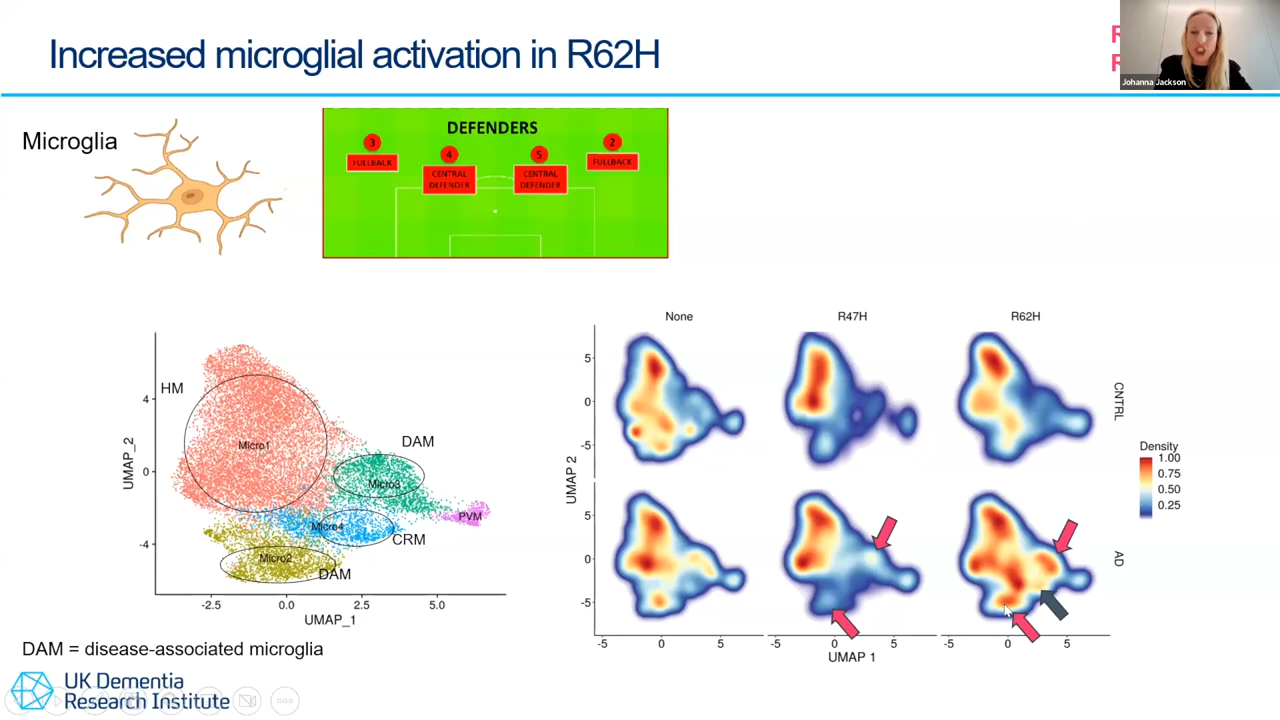 Increased microglial activation in R62H
R
R
Johanna Jackson
Microglia
DEFENDERS
3
2
FULLBACK
FULLBACK
4
5
CENTRAL
DEFENDER
CENTRAL
DEFENDER
HM
DAM
Micro1
Micro3
PVM
Micro4
CRM
Micro2
DAM
UMAP_2
4
0
-4
-2.5
0.0
2.5
5.0
UMAP_1
None
R47H
R62H
CNTRL
AD
UMAP 2
5
0
-5
5
0
-5
-5
0
5
-5
0
5
-5
0
5
UMAP 1
Density
1.00
0.75
0.50
0.25
DAM = disease-associated microglia
UK Dementia
Research Institute